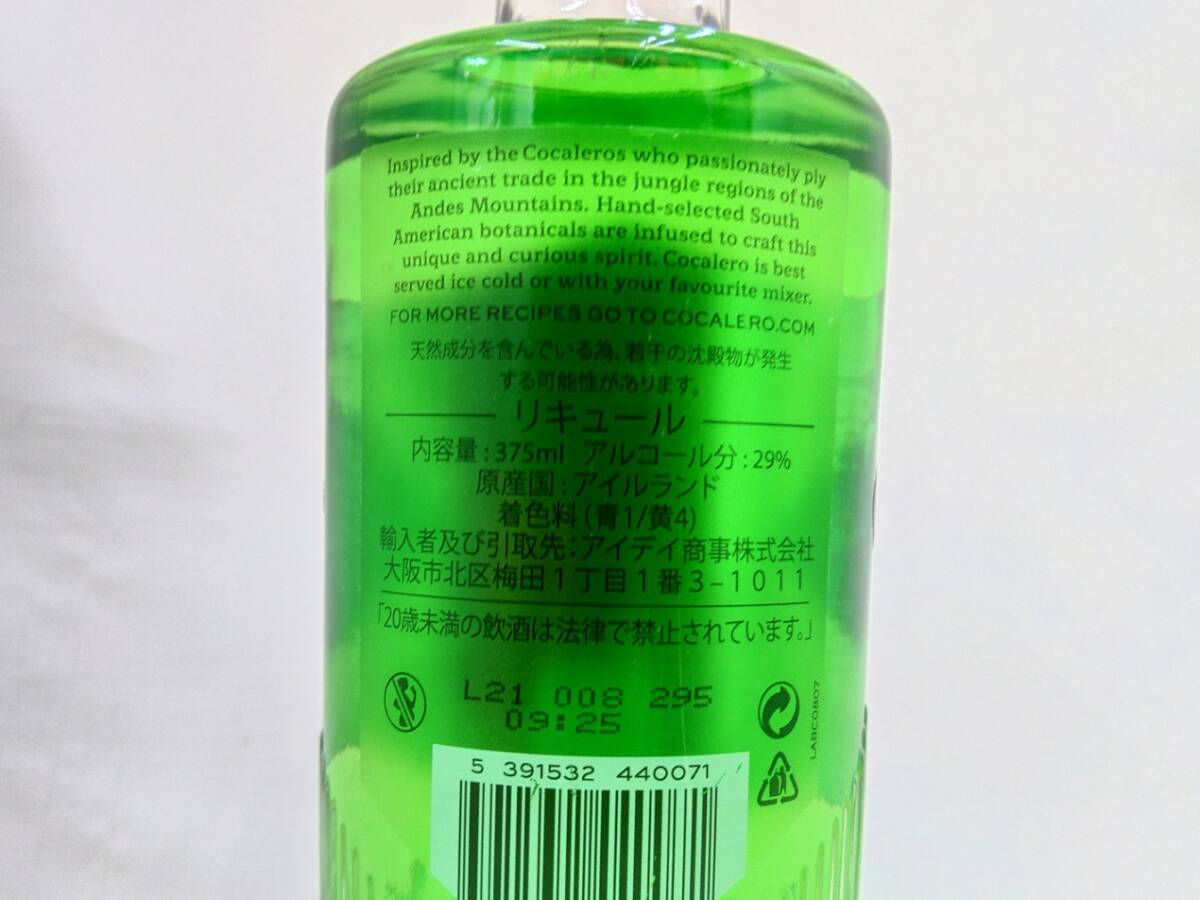 Inspired by the Cocaleros who passionately ply
their ancient trade in the jungle regions of the
Andes Mountains. Hand-selected South
American botanicals are infused to craft this
unique and curious spirit. Cocalero is best
served ice cold or with your favourite mixer.
FOR MORE RECIPES GO TO COCALERO.COM
天然成分を含んでいる為、若干の沈殿物が発生
する可能性があります。
リキュール
内容量:375ml アルコール分:29%
原産国:アイルランド
着色料(青1/黄4)
輸入者及び引取先:アイデイ商事株式会社
大阪市北区梅田1丁目1番3-1011
「20歳未満の飲酒は法律で禁止されています。」
L21 008 295
09:25
LABC0807
5 391532 440071